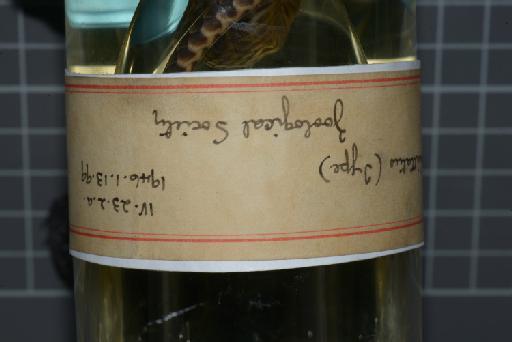 IV.23.2.a.
1946.1.13.99
(Type)
Zoological Society